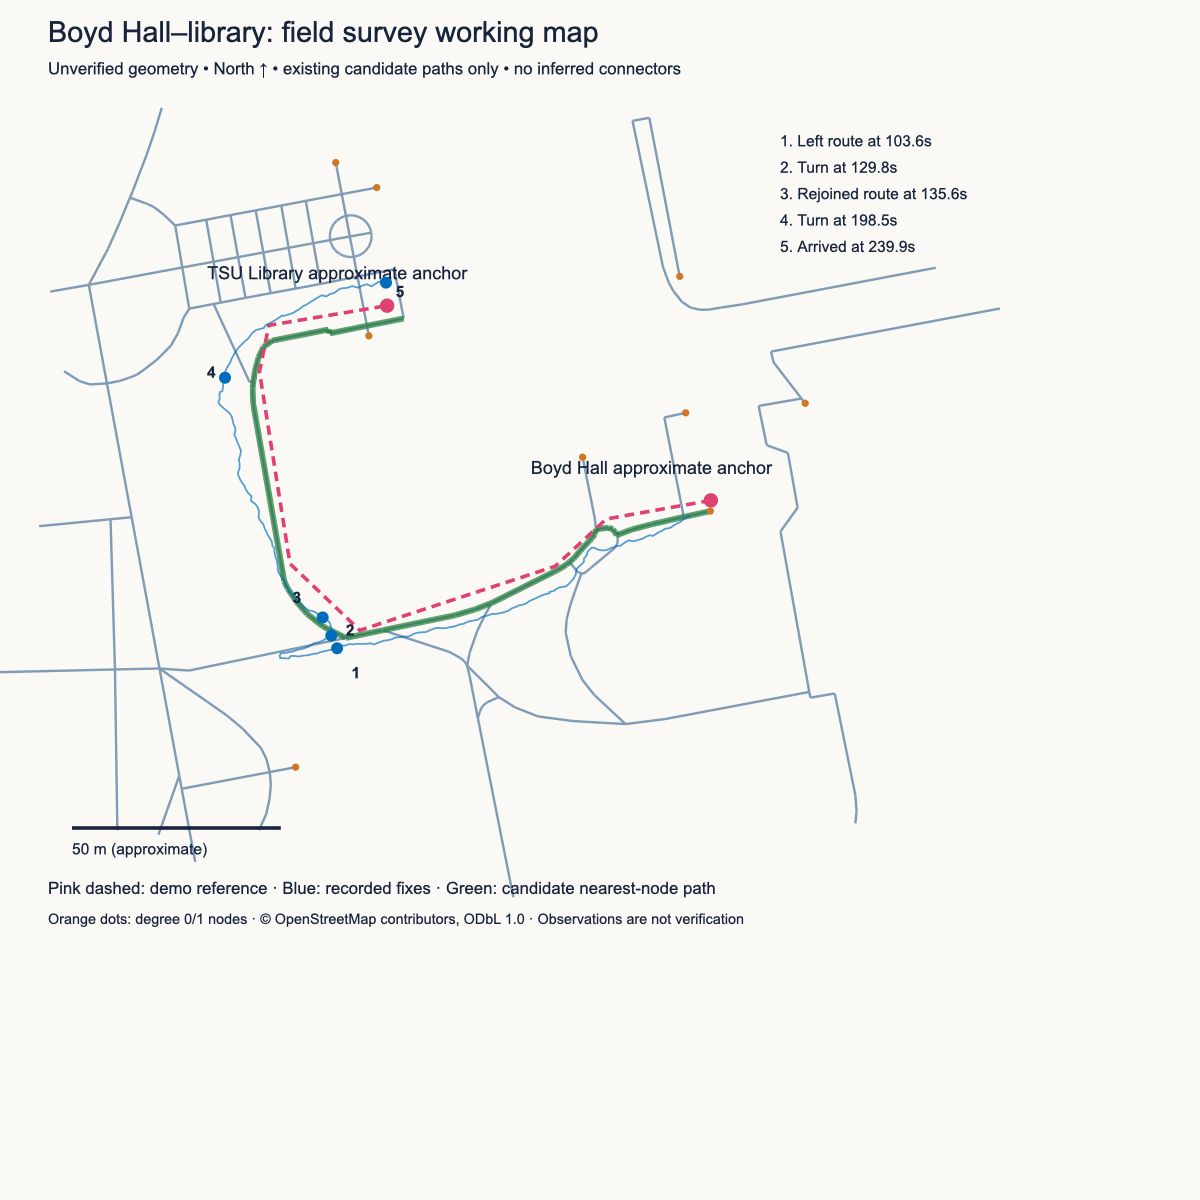 Boyd Hall–library: field survey working map
Unverified geometry • North ↑ • existing candidate paths only • no inferred connectors
1. Left route at 103.6s
2. Turn at 129.8s
3. Rejoined route at 135.6s
4. Turn at 198.5s
5. Arrived at 239.9s
TSU Library approximate anchor
5
4
Boyd Hall approximate anchor
3
2
1
50 m (approximate)
Pink dashed: demo reference · Blue: recorded fixes · Green: candidate nearest-node path
Orange dots: degree 0/1 nodes · © OpenStreetMap contributors, ODbL 1.0 · Observations are not verification